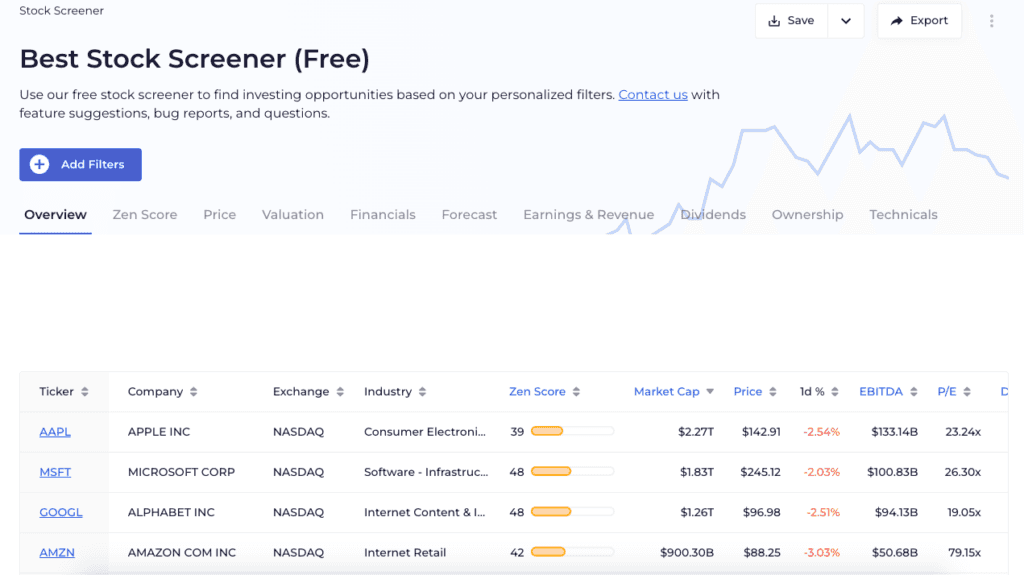 Stock Screener
Save
Export
Best Stock Screener (Free)
Use our free stock screener to find investing opportunities based on your personalized filters. Contact us with
feature suggestions, bug reports, and questions.
Add Filters
Overview Zen Score Price Valuation Financials Forecast Earnings & Revenue Dividends Ownership Technicals
Ticker Company Exchange Industry Zen Score Market Cap Price 1d % EBITDA P/E D
AAPL APPLE INC NASDAQ Consumer Electroni... 39 $2.27T $142.91 -2.54% $133.14B 23.24x
MSFT MICROSOFT CORP NASDAQ Software - Infrastruc... 48 $1.83T $245.12 -2.03% $100.83B 26.30x
GOOGL ALPHABET INC NASDAQ Internet Content & I... 48 $1.26T $96.98 -2.51% $94.13B 19.05x
AMZN AMAZON COM INC NASDAQ Internet Retail 42 $900.30B $88.25 -3.03% $50.68B 79.15x